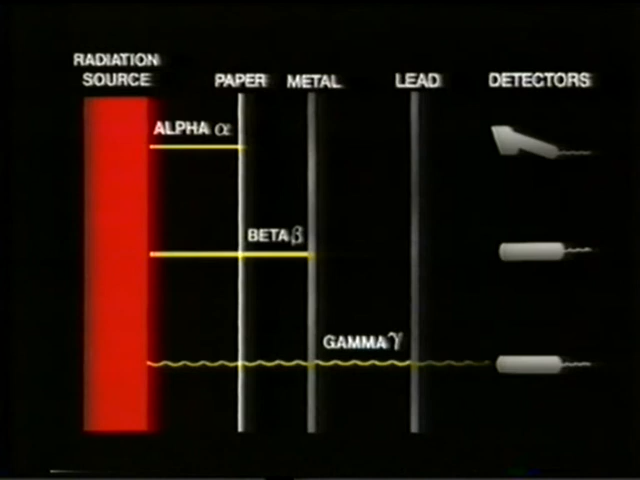 RADIATION
SOURCE
PAPER
METAL
LEAD
DETECTORS
ALPHA α
BETA β
GAMMA γ